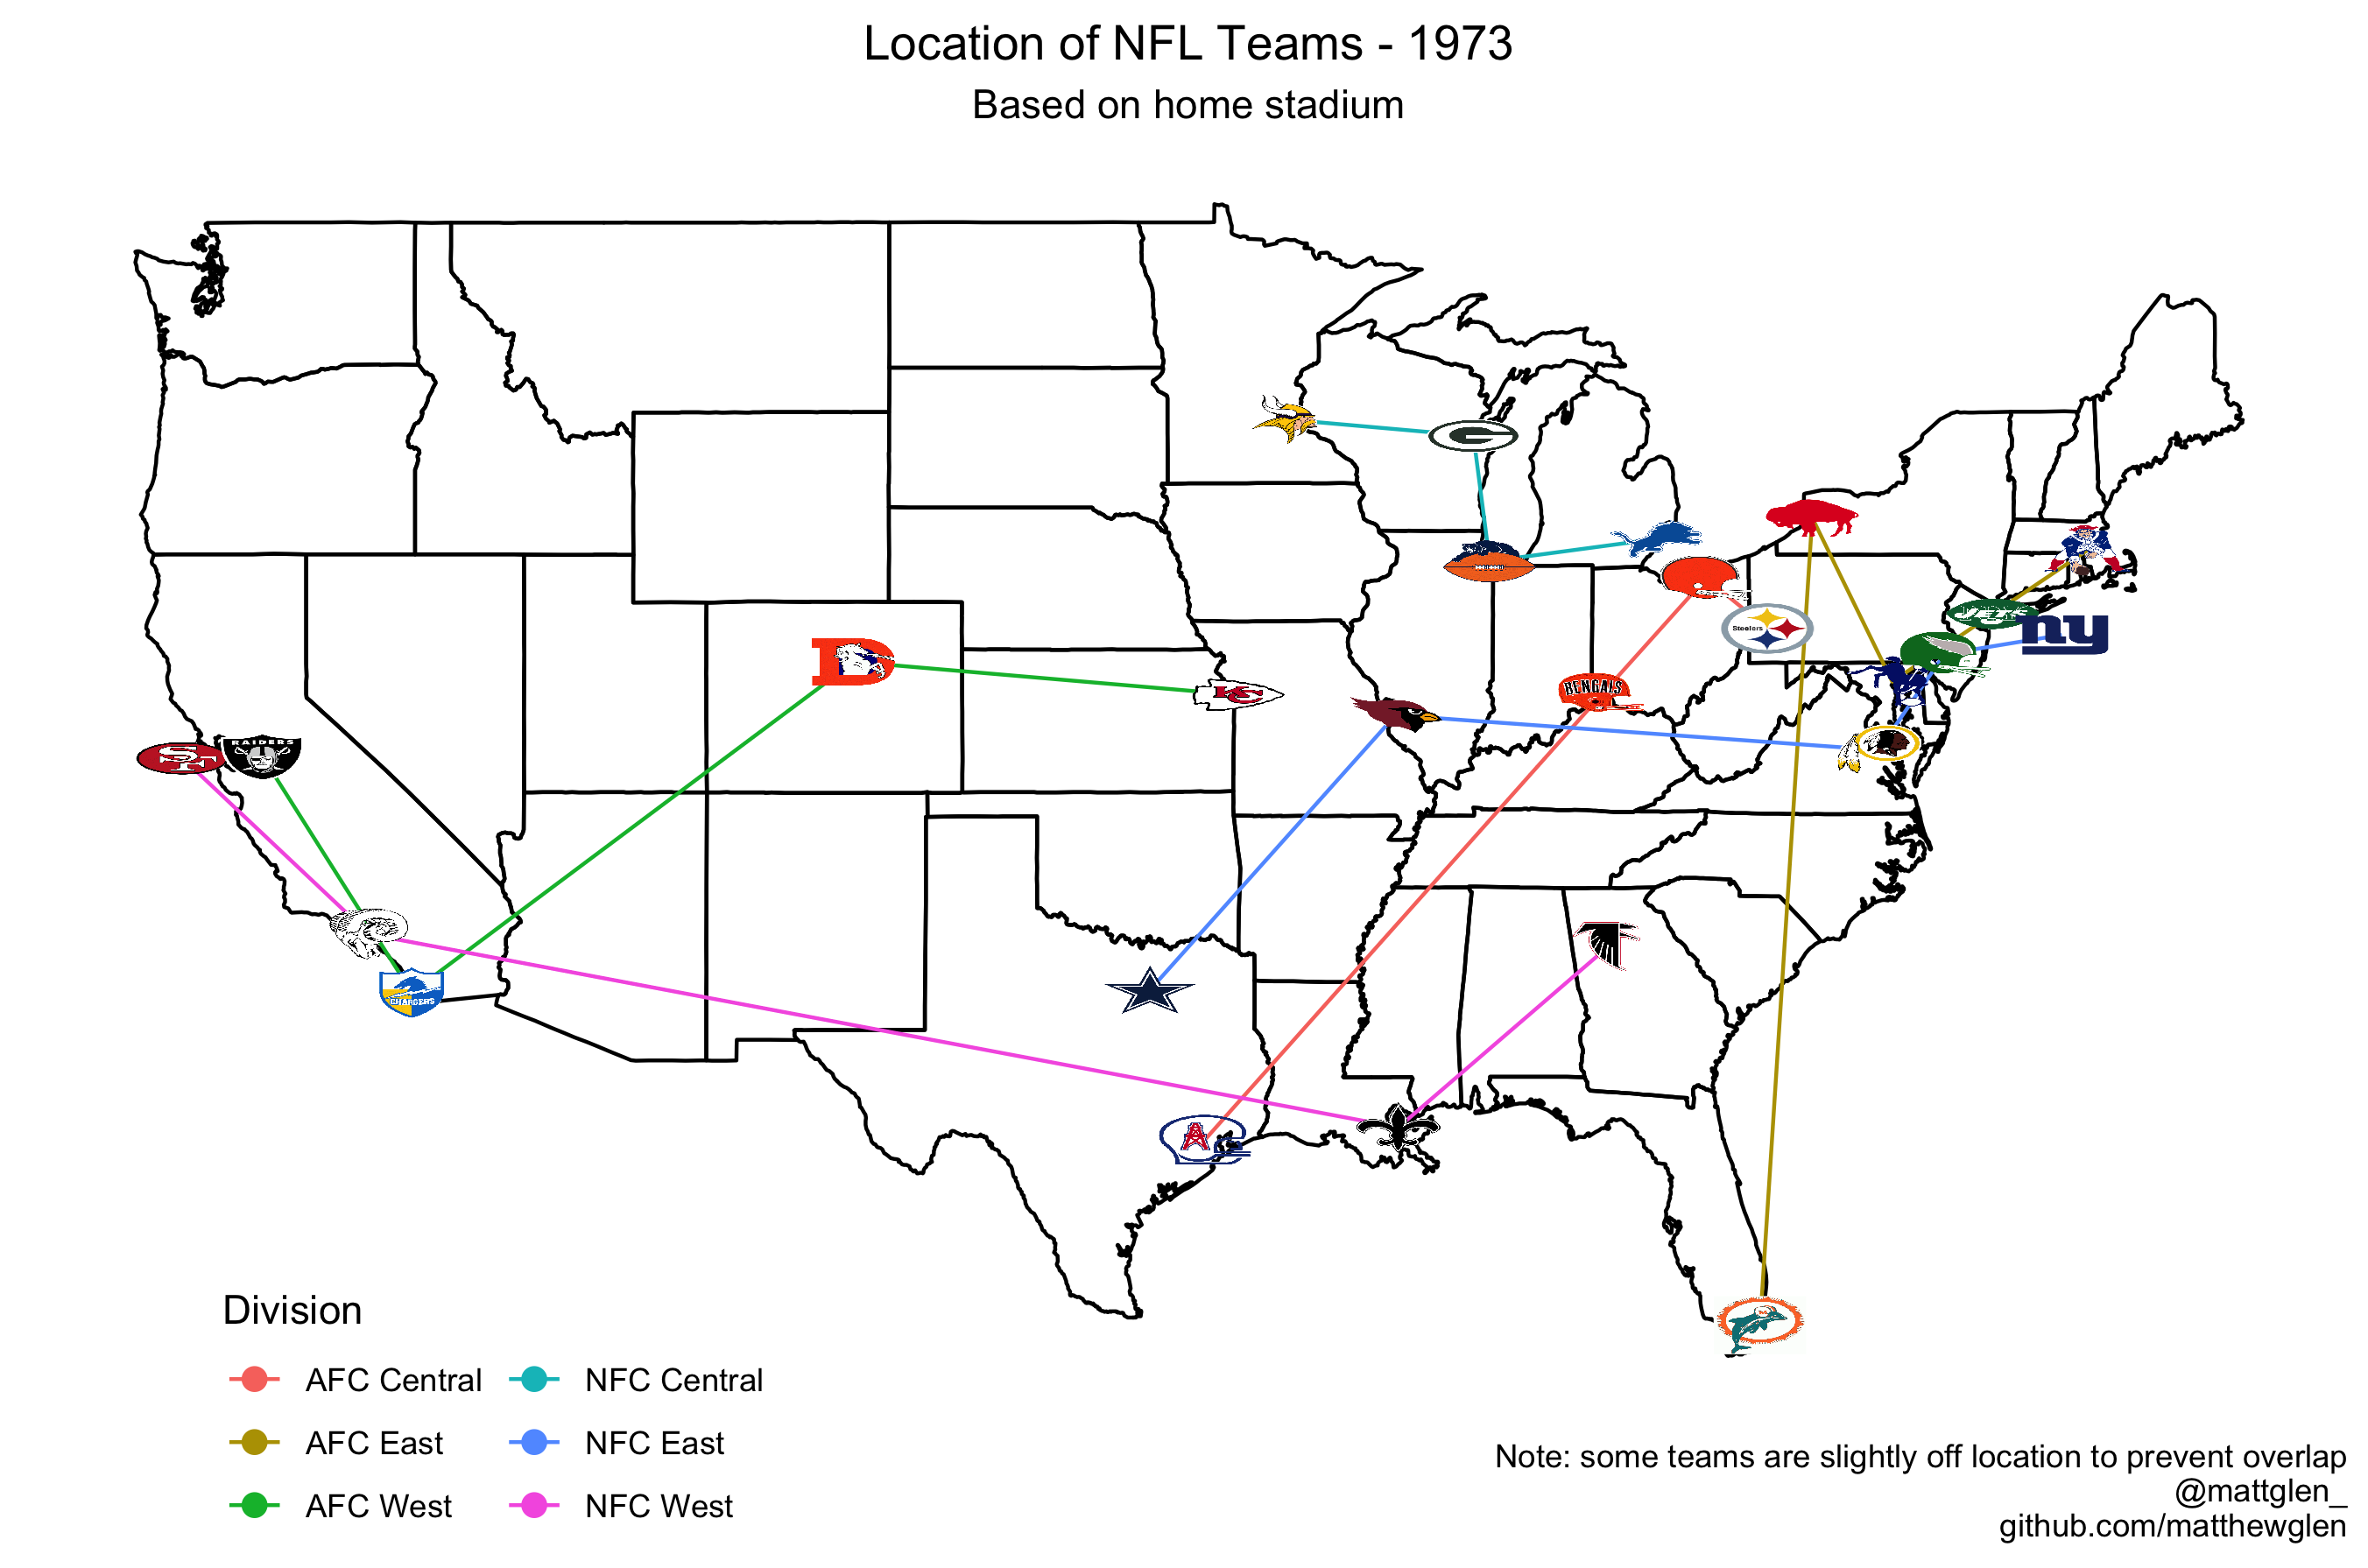 Location of NFL Teams - 1973
Based on home stadium
Steelers
JETS
ny
BENGALS
KC
RAIDERS
SF
CHARGERS
Division
AFC Central
NFC Central
AFC East
NFC East
AFC West
NFC West
Note: some teams are slightly off location to prevent overlap
@mattglen_
github.com/matthewglen